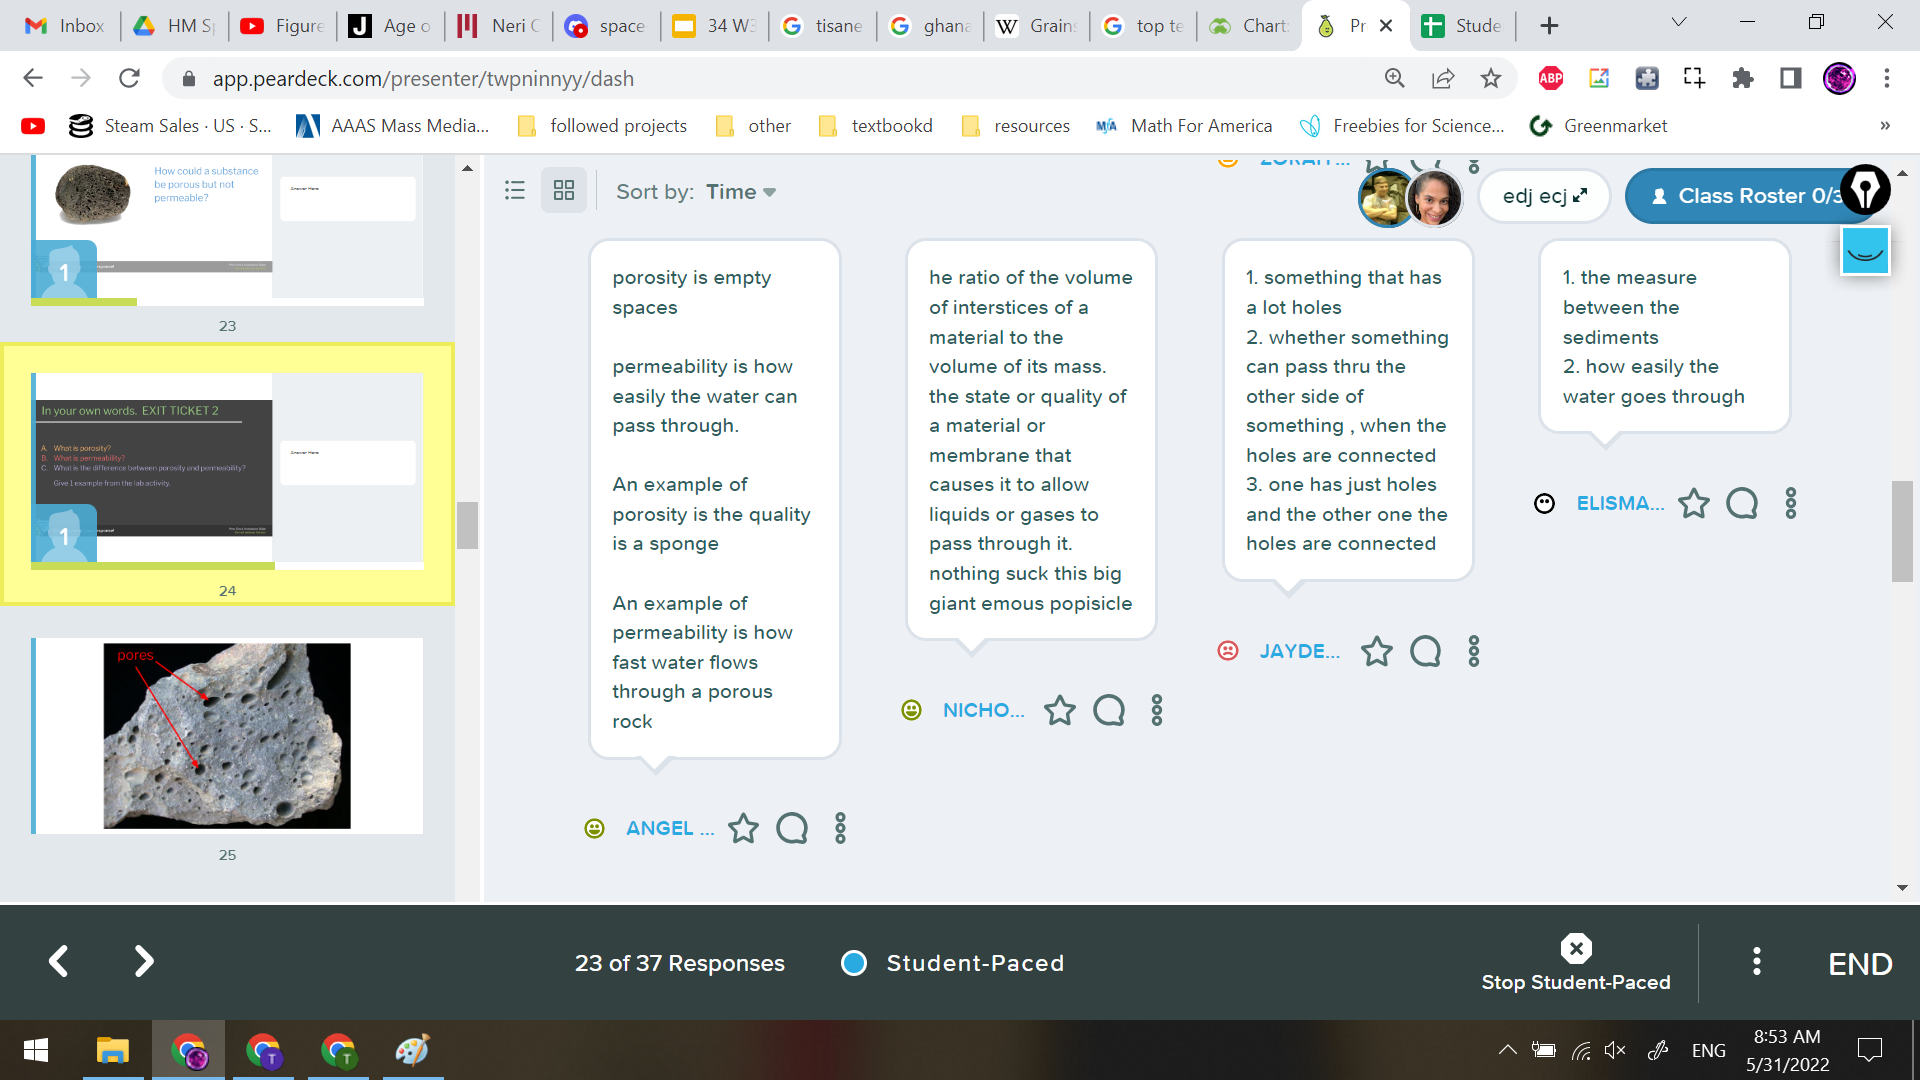 Inbox
HM Sp
Figure
Age o
Neri C
space
34 W3
tisane
ghana
Grain
top te
Chart
Pr
Stude
app.peardeck.com/presenter/twpninnyy/dash
ABP
Steam Sales · US · S...
AAAS Mass Media...
followed projects
other
textbookd
resources
MƒA
Math For America
Freebies for Science...
Greenmarket
»
How could a substance
be porous but not
permeable?
Answer Here
1
23
In your own words. EXIT TICKET 2
A. What is porosity?
B. What is permeability?
C. What is the difference between porosity and permeability?
Give 1 example from the lab activity.
Answer Here
1
24
pores
25
Sort by: Time
edj ecj
Class Roster 0/3
porosity is empty
spaces
permeability is how
easily the water can
pass through.
An example of
porosity is the quality
is a sponge
An example of
permeability is how
fast water flows
through a porous
rock
ANGEL ...
he ratio of the volume
of interstices of a
material to the
volume of its mass.
the state or quality of
a material or
membrane that
causes it to allow
liquids or gases to
pass through it.
nothing suck this big
giant emous popisicle
NICHO...
1. something that has
a lot holes
2. whether something
can pass thru the
other side of
something , when the
holes are connected
3. one has just holes
and the other one the
holes are connected
JAYDE...
1. the measure
between the
sediments
2. how easily the
water goes through
ELISMA...
23 of 37 Responses
Student-Paced
Stop Student-Paced
END
ENG
8:53 AM
5/31/2022